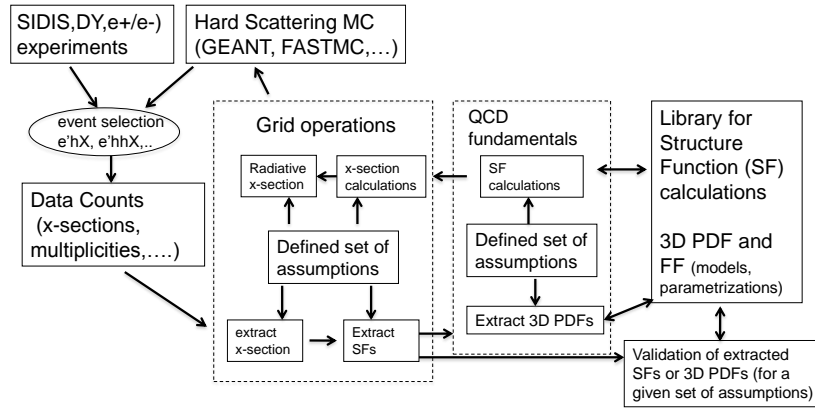 SIDIS,DY,e+/e-)
experiments
Hard Scattering MC
(GEANT, FASTMC,...)
event selection
e'hX, e'hhX,..
Data Counts
(x-sections,
multiplicities,....)
Grid operations
Radiative
x-section
x-section
calculations
Defined set of
assumptions
extract
x-section
Extract
SFs
QCD
fundamentals
SF
calculations
Defined set of
assumptions
Extract 3D PDFs
Library for
Structure
Function (SF)
calculations
3D PDF and
FF (models,
parametrizations)
Validation of extracted
SFs or 3D PDFs (for a
given set of assumptions)